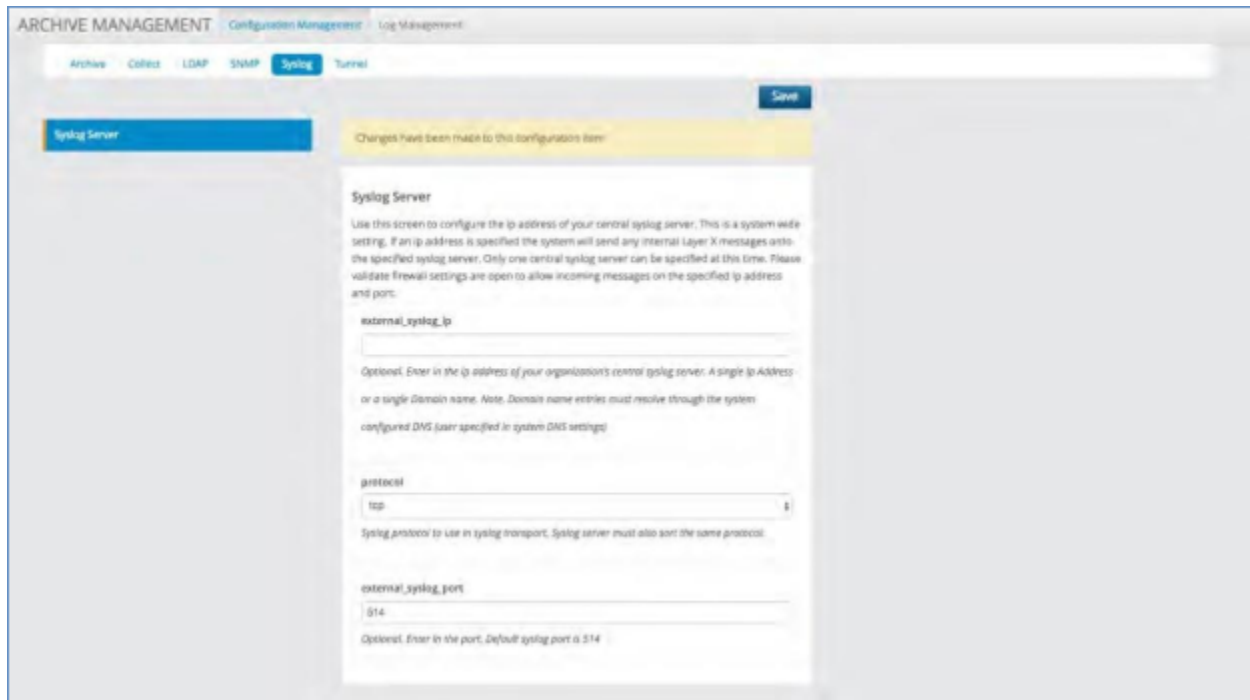 ARCHIVE MANAGEMENT Configuration Management Log Management
Archive Collect LDAP SNMP Syslog Tunnel
Save
Syslog Server
Changes have been made to this configuration item
Syslog Server
Use this screen to configure the ip address of your central syslog server. This is a system wide
setting. If an ip address is specified the system will send any internal Layer X messages onto
the specified syslog server. Only one central syslog server can be specified at this time. Please
validate firewall settings are open to allow incoming messages on the specified ip address
and port.
external_syslog_ip
Optional. Enter in the ip address of your organization's central syslog server. A single Ip Address
or a single Domain name. Note. Domain name entries must resolve through the system
configured DNS (user specified in system DNS settings)
protocol
tcp
Syslog protocol to use in syslog transport. Syslog server must also sort the same protocol.
external_syslog_port
514
Optional. Enter in the port. Default syslog port is 514